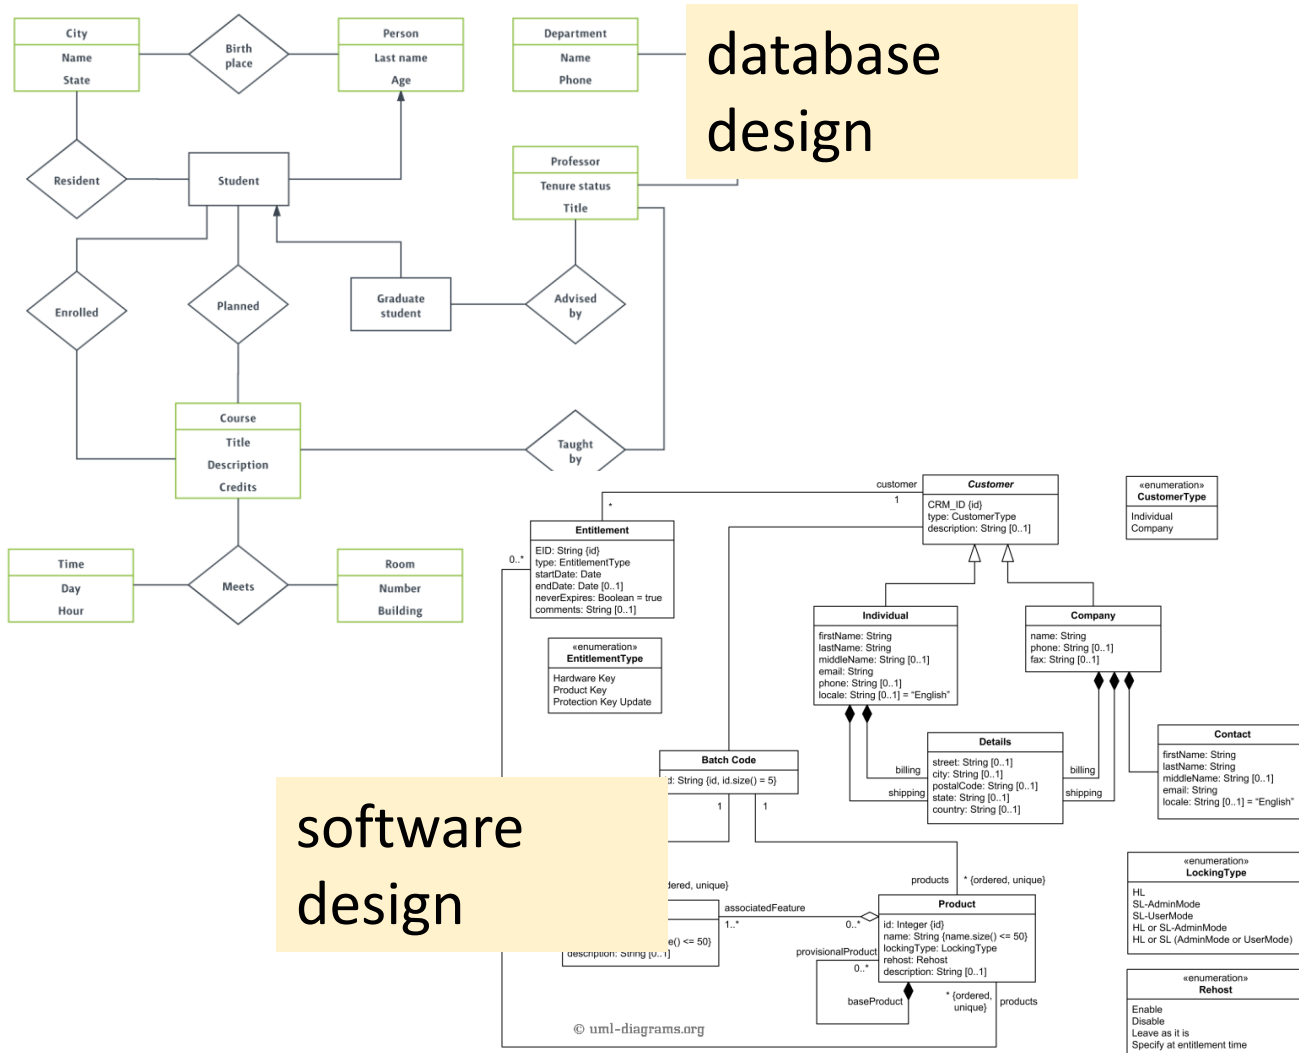 City
Name
State
Birth
place
Person
Last name
Age
Department
Name
Phone
database
design
Resident
Student
Professor
Tenure status
Title
Enrolled
Planned
Graduate
student
Advised
by
Course
Title
Description
Credits
Taught
by
Time
Day
Hour
Meets
Room
Number
Building
customer
1
*
Customer
CRM_ID {id}
type: CustomerType
description: String [0..1]
«enumeration»
CustomerType
Individual
Company
Entitlement
EID: String {id}
type: EntitlementType
startDate: Date
endDate: Date [0..1]
neverExpires: Boolean = true
comments: String [0..1]
0..*
«enumeration»
EntitlementType
Hardware Key
Product Key
Protection Key Update
Individual
firstName: String
lastName: String
middleName: String [0..1]
email: String
phone: String [0..1]
locale: String [0..1] = “English”
Company
name: String
phone: String [0..1]
fax: String [0..1]
Details
street: String [0..1]
city: String [0..1]
postalCode: String [0..1]
state: String [0..1]
country: String [0..1]
billing
shipping
billing
shipping
Contact
firstName: String
lastName: String
middleName: String [0..1]
email: String
locale: String [0..1] = “English”
Batch Code
id: String {id, id.size() = 5}
1
1
software
design
unique}
products
* {ordered, unique}
associatedFeature
1..*
0..*
<= 50}
description: String [0..1]
Product
id: Integer {id}
name: String {name.size() <= 50}
lockingType: LockingType
rehost: Rehost
description: String [0..1]
provisionalProduct
0..*
baseProduct
* {ordered,
unique}
products
«enumeration»
LockingType
HL
SL-AdminMode
SL-UserMode
HL or SL-AdminMode
HL or SL (AdminMode or UserMode)
«enumeration»
Rehost
Enable
Disable
Leave as it is
Specify at entitlement time
© uml-diagrams.org